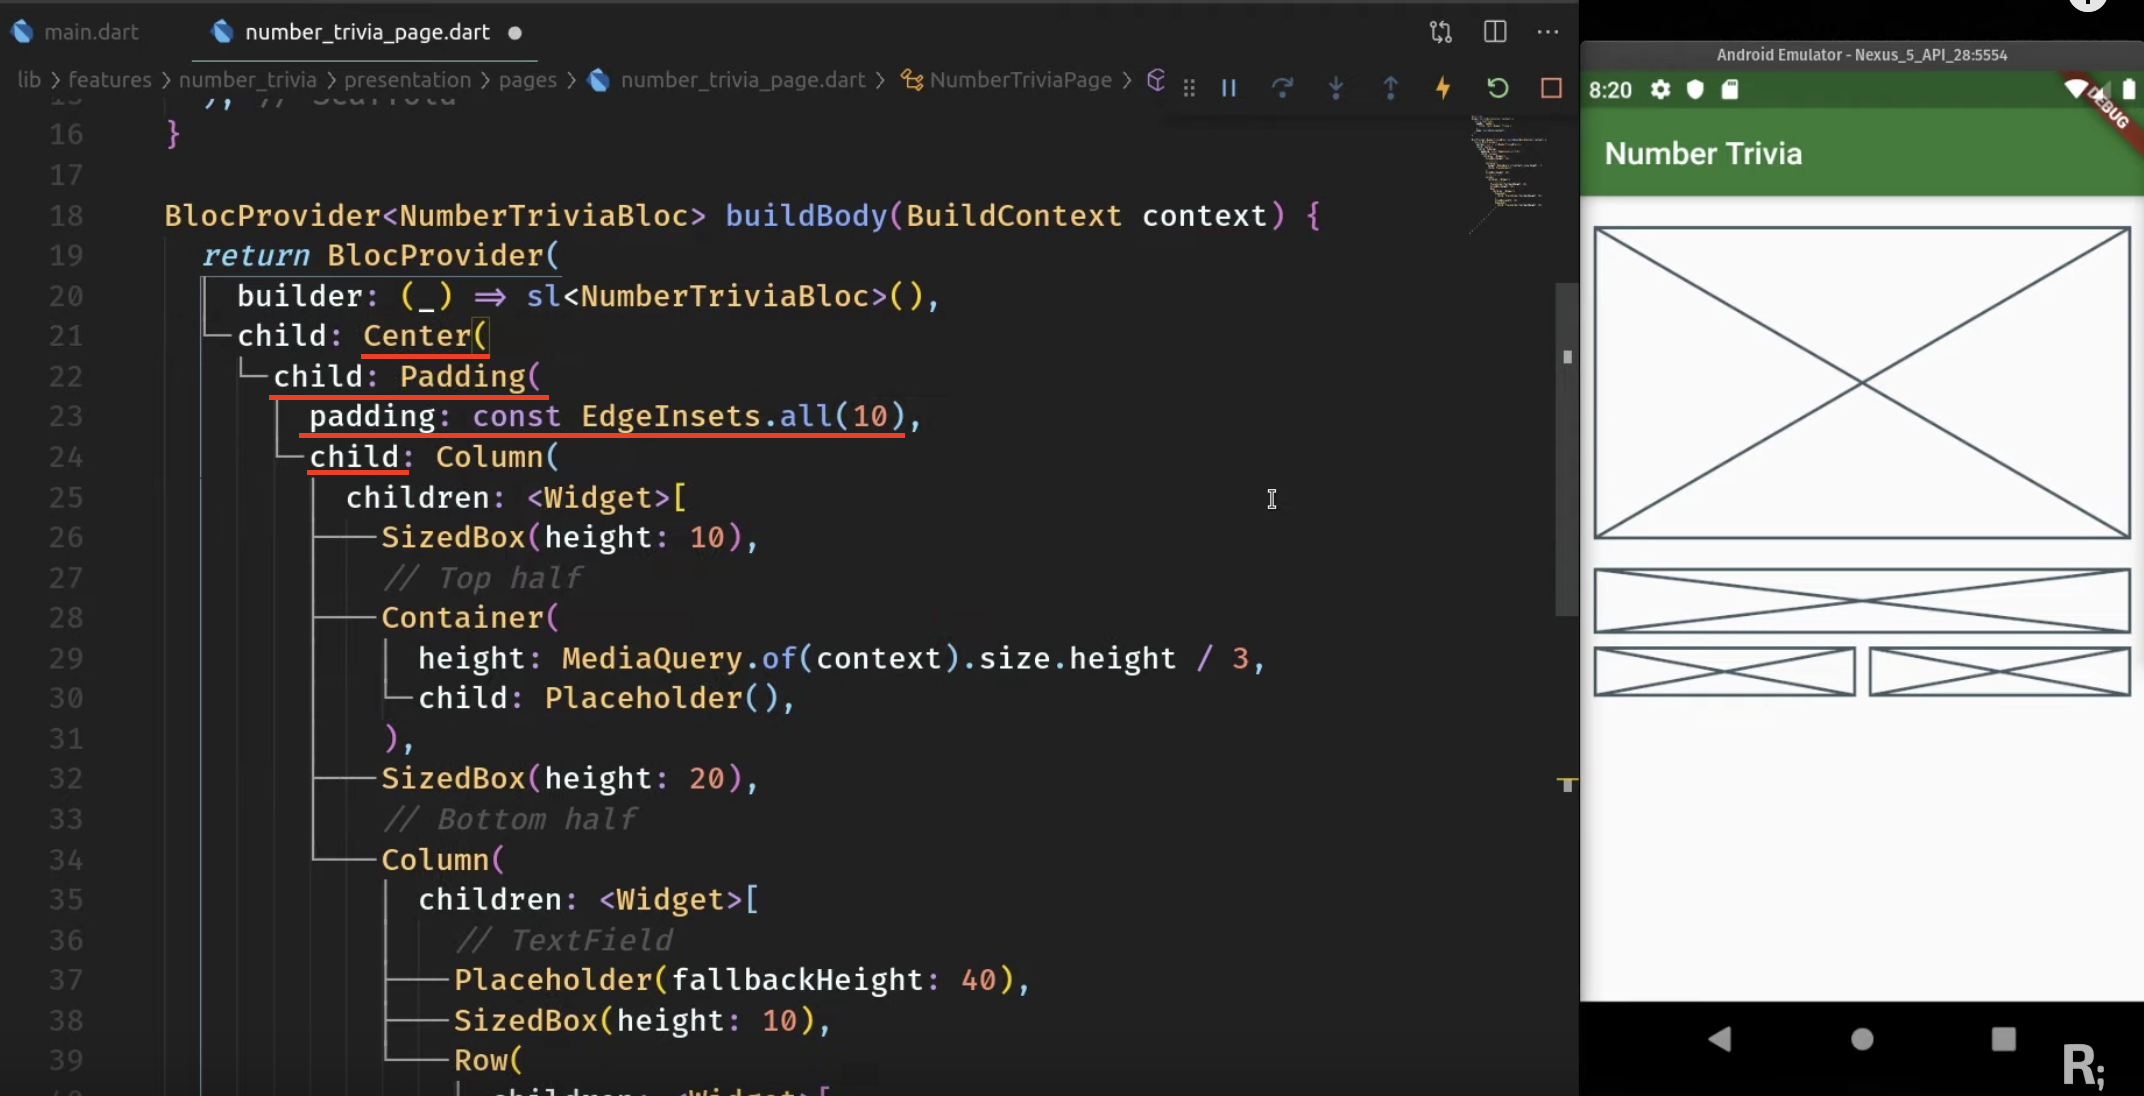 main.dart
number_trivia_page.dart
lib > features > number_trivia > presentation > pages > number_trivia_page.dart > NumberTriviaPage >
15 ), // Scaffold
16 }
17
18 BlocProvider<NumberTriviaBloc> buildBody(BuildContext context) {
19 return BlocProvider(
20 builder: (_) => sl<NumberTriviaBloc>(),
21 child: Center(
22 child: Padding(
23 padding: const EdgeInsets.all(10),
24 child: Column(
25 children: <Widget>[
26 SizedBox(height: 10),
27 // Top half
28 Container(
29 height: MediaQuery.of(context).size.height / 3,
30 child: Placeholder(),
31 ),
32 SizedBox(height: 20),
33 // Bottom half
34 Column(
35 children: <Widget>[
36 // TextField
37 Placeholder(fallbackHeight: 40),
38 SizedBox(height: 10),
39 Row(
40 children: <Widget>[
Android Emulator - Nexus_5_API_28:5554
8:20
DEBUG
Number Trivia
R;